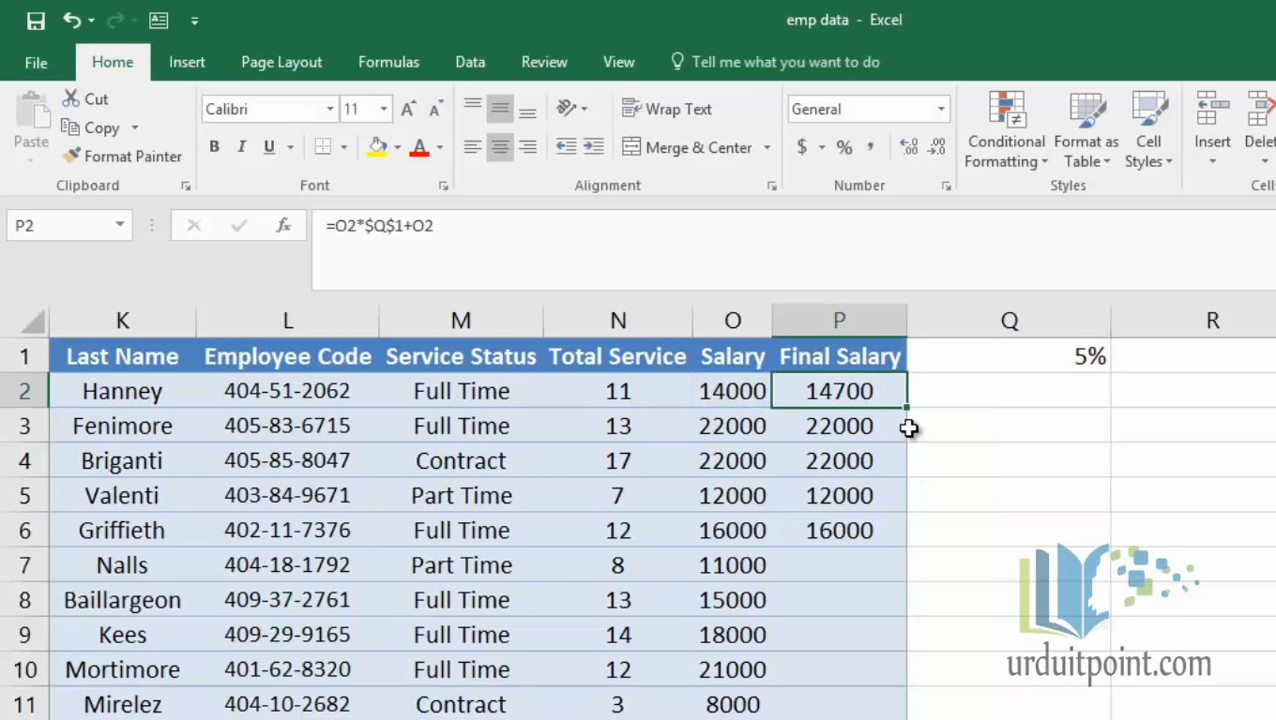 emp data - Excel
File Home Insert Page Layout Formulas Data Review View Tell me what you want to do
Cut
Calibri 11 A A Wrap Text General
Copy
Paste
B I U A Merge & Center $ % , .0 .00 Conditional Formatting Format as Table Cell Styles Insert Delet
Format Painter
Clipboard Font Alignment Number Styles Cells
P2 fx =O2*$Q$1+O2
K L M N O P Q R
1 Last Name Employee Code Service Status Total Service Salary Final Salary 5%
2 Hanney 404-51-2062 Full Time 11 14000 14700
3 Fenimore 405-83-6715 Full Time 13 22000 22000
4 Briganti 405-85-8047 Contract 17 22000 22000
5 Valenti 403-84-9671 Part Time 7 12000 12000
6 Griffieth 402-11-7376 Full Time 12 16000 16000
7 Nalls 404-18-1792 Part Time 8 11000
8 Baillargeon 409-37-2761 Full Time 13 15000
9 Kees 409-29-9165 Full Time 14 18000
10 Mortimore 401-62-8320 Full Time 12 21000
11 Mirelez 404-10-2682 Contract 3 8000
urduitpoint.com